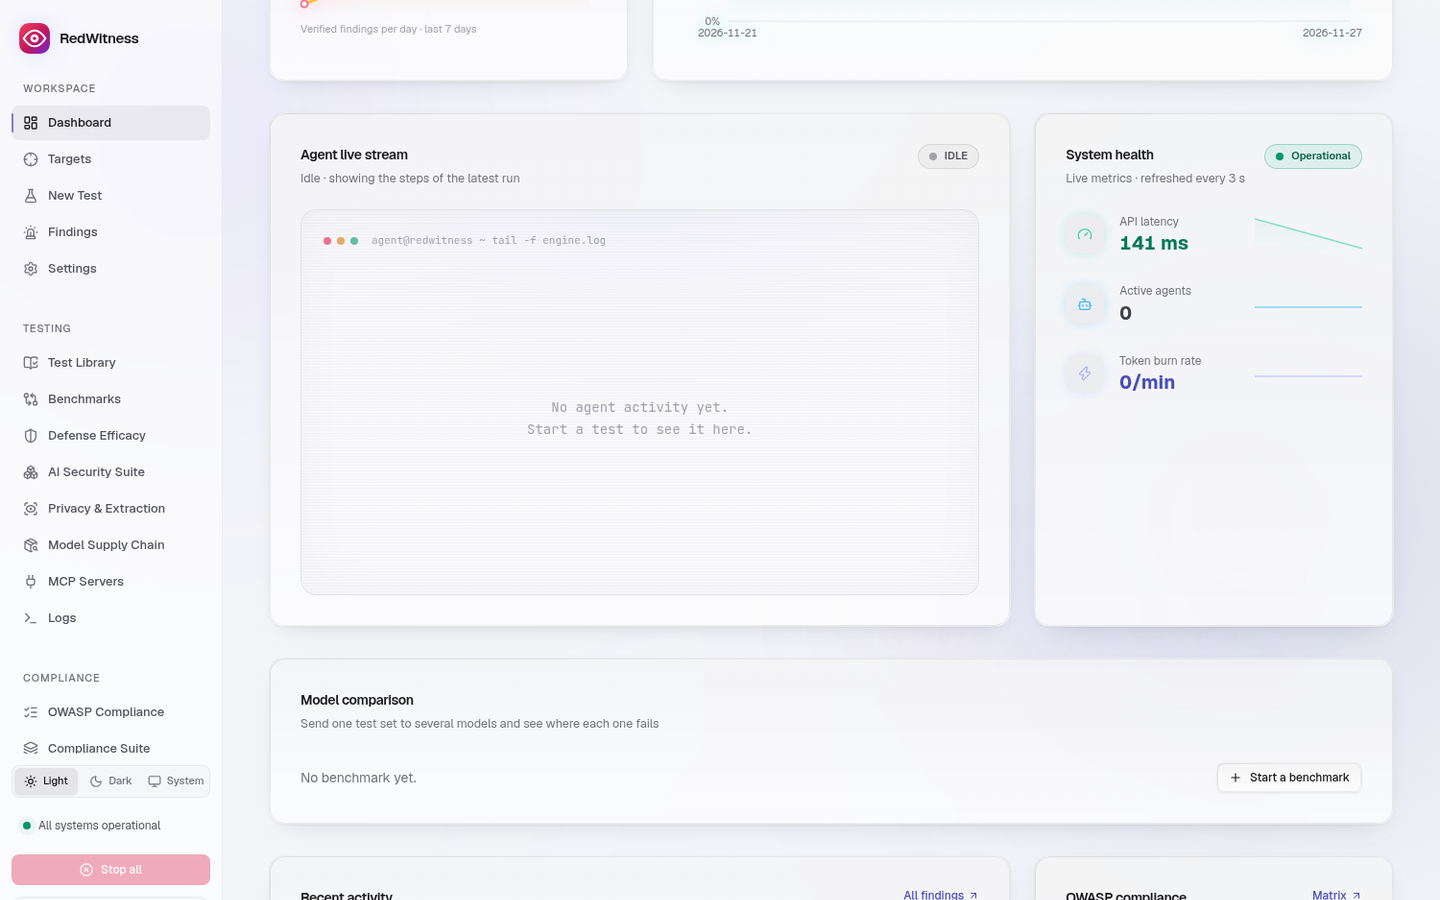 RedWitness
WORKSPACE
Dashboard
Targets
New Test
Findings
Settings
TESTING
Test Library
Benchmarks
Defense Efficacy
AI Security Suite
Privacy & Extraction
Model Supply Chain
MCP Servers
Logs
COMPLIANCE
OWASP Compliance
Compliance Suite
Light
Dark
System
All systems operational
Stop all
Verified findings per day · last 7 days
0%
2026-11-21
2026-11-27
Agent live stream
IDLE
Idle · showing the steps of the latest run
agent@redwitness ~ tail -f engine.log
No agent activity yet.
Start a test to see it here.
System health
Operational
Live metrics · refreshed every 3 s
API latency
141 ms
Active agents
0
Token burn rate
0/min
Model comparison
Send one test set to several models and see where each one fails
No benchmark yet.
Start a benchmark
Recent activity
All findings
OWASP compliance
Matrix